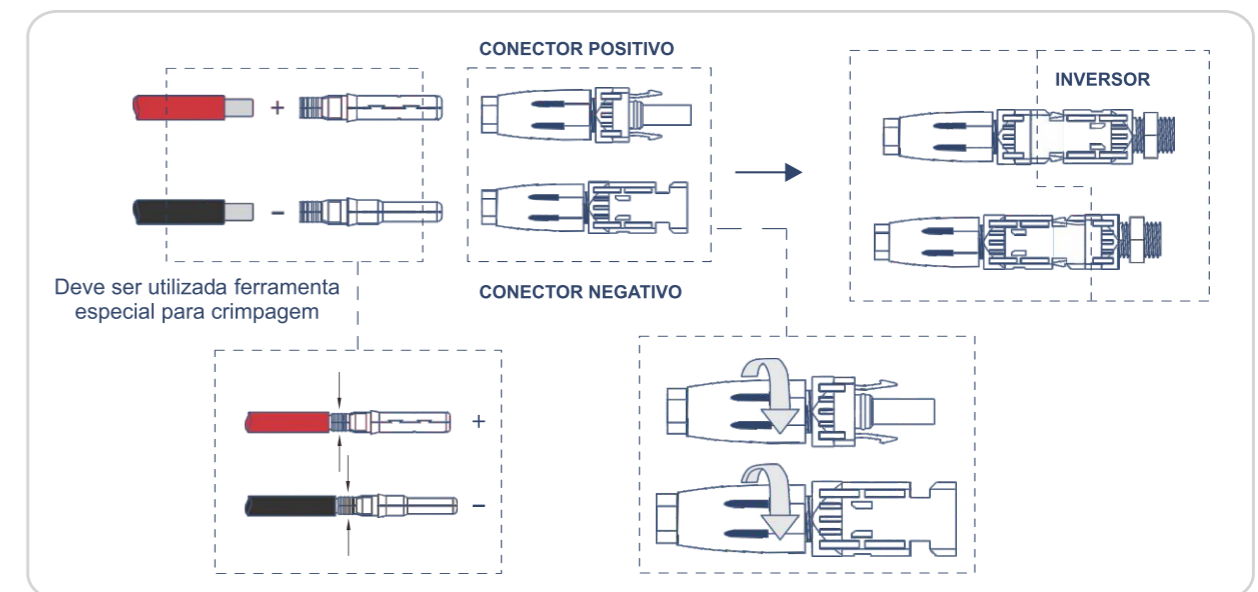 CONECTOR POSITIVO
INVERSOR
+
-
Deve ser utilizada ferramenta
especial para crimpagem
CONECTOR NEGATIVO
+
-